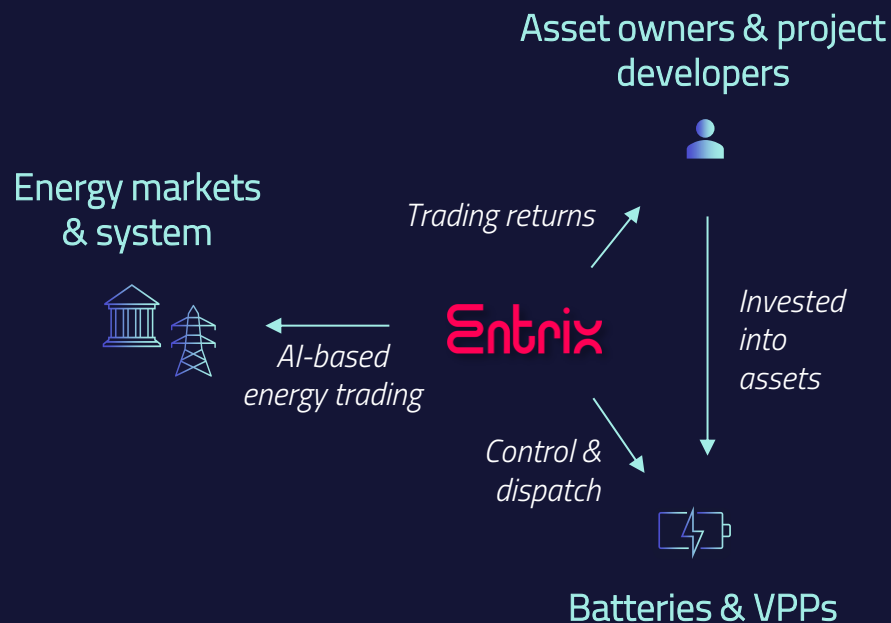 Asset owners & project
developers
Energy markets
& system
Trading returns
Entrix
Invested
into
assets
AI-based
energy trading
Control &
dispatch
Batteries & VPPs